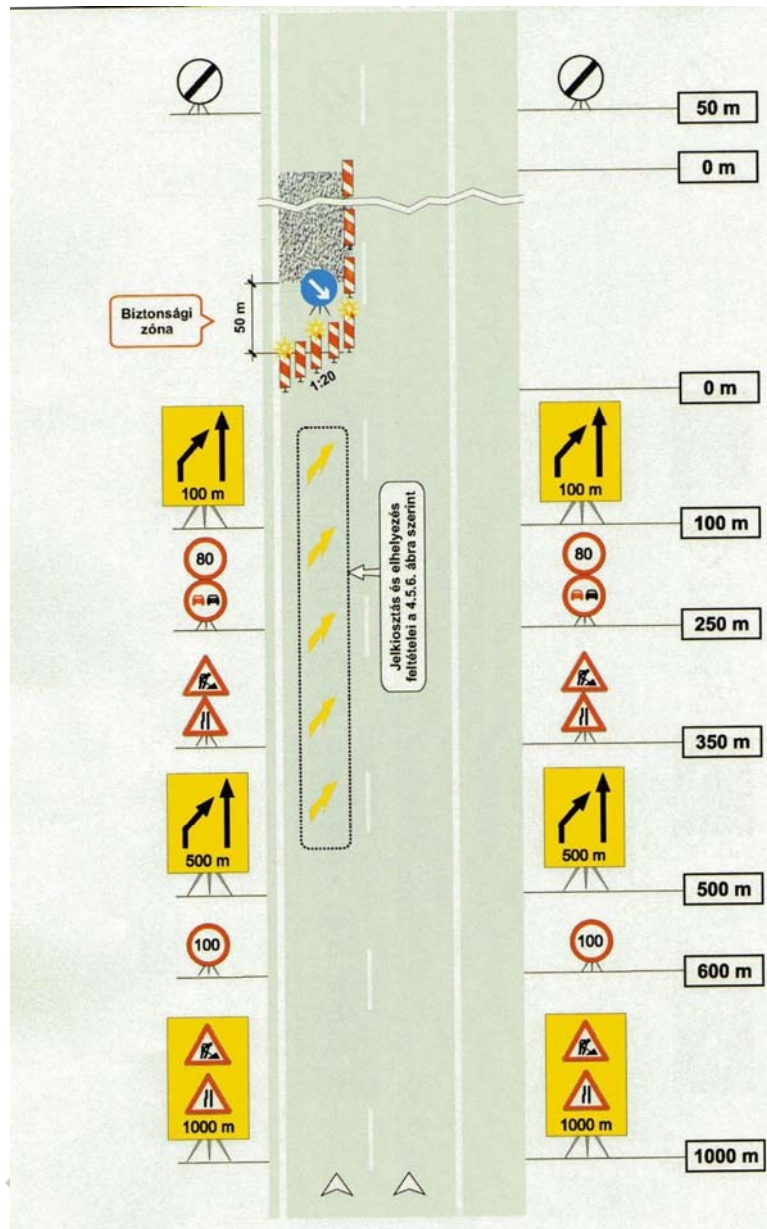 50 m
0 m
Biztonsági
zóna
50 m
1:20
0 m
100 m
100 m
100 m
Jelkiosztás és elhelyezés
feltételei a 4.5.6. ábra szerint
80
80
250 m
350 m
500 m
500 m
500 m
100
100
600 m
1000 m
1000 m
1000 m